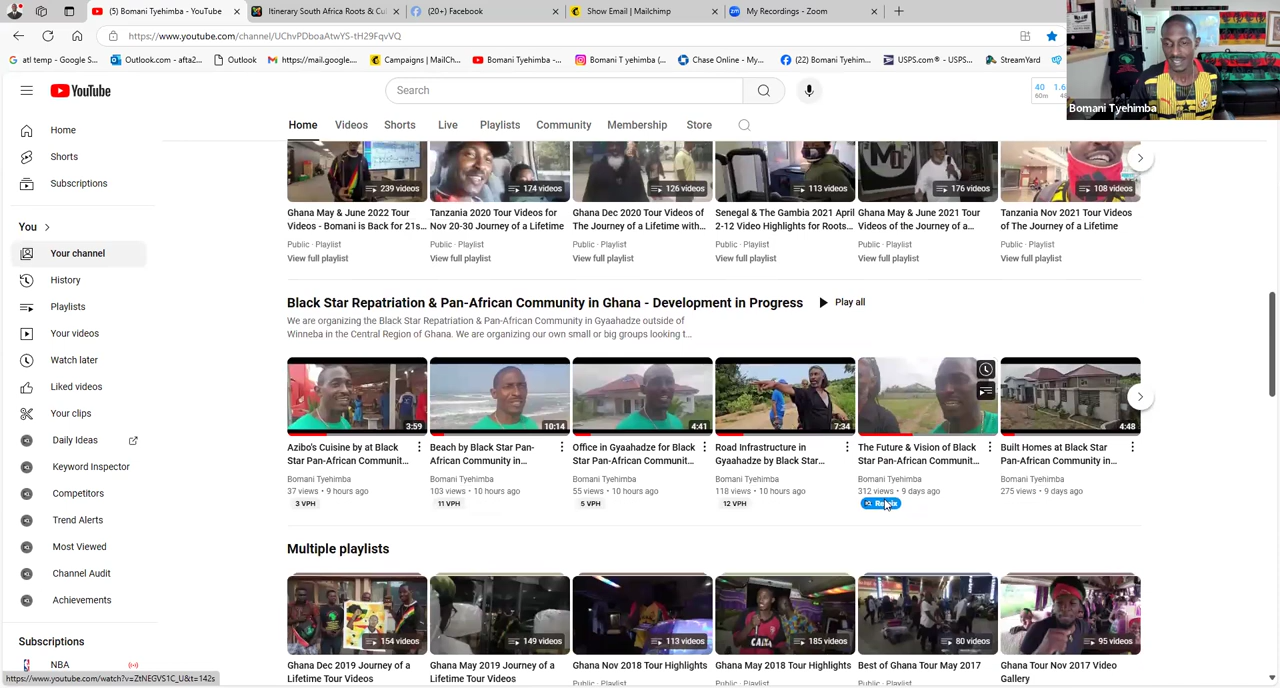 (5) Bomani Tyehimba - YouTube
Itinerary South Africa Roots & Cul
(20+) Facebook
Show Email | Mailchimp
My Recordings - Zoom
https://www.youtube.com/channel/UChvPDboaAtwYS-tH29FqvVQ
atl temp - Google S...
Outlook.com - afta2...
Outlook
https://mail.google....
Campaigns | MailCh...
Bomani Tyehimba -...
Bomani T yehimba (...
Chase Online - My...
(22) Bomani Tyehim...
USPS.com® - USPS...
StreamYard
Bomani Tyehimba
YouTube
Search
40
60m
Home
Videos
Shorts
Live
Playlists
Community
Membership
Store
Home
Shorts
Subscriptions
You
Your channel
History
Playlists
Your videos
Watch later
Liked videos
Your clips
Daily Ideas
Keyword Inspector
Competitors
Trend Alerts
Most Viewed
Channel Audit
Achievements
Subscriptions
NBA
239 videos
174 videos
126 videos
113 videos
176 videos
108 videos
Ghana May & June 2022 Tour
Videos - Bomani is Back for 21s...
Public · Playlist
View full playlist
Tanzania 2020 Tour Videos for
Nov 20-30 Journey of a Lifetime
Public · Playlist
View full playlist
Ghana Dec 2020 Tour Videos of
The Journey of a Lifetime with...
Public · Playlist
View full playlist
Senegal & The Gambia 2021 April
2-12 Video Highlights for Roots...
Public · Playlist
View full playlist
Ghana May & June 2021 Tour
Videos of the Journey of a...
Public · Playlist
View full playlist
Tanzania Nov 2021 Tour Videos
of The Journey of a Lifetime
Public · Playlist
View full playlist
Black Star Repatriation & Pan-African Community in Ghana - Development in Progress
Play all
We are organizing the Black Star Repatriation & Pan-African Community in Gyaahadze outside of
Winneba in the Central Region of Ghana. We are organizing our own small or big groups looking t...
3:59
10:14
4:41
7:34
4:48
Azibo's Cuisine by at Black
Star Pan-African Communit...
Bomani Tyehimba
37 views • 9 hours ago
3 VPH
Beach by Black Star Pan-
African Community in...
Bomani Tyehimba
103 views • 10 hours ago
11 VPH
Office in Gyaahadze for Black
Star Pan-African Communit...
Bomani Tyehimba
55 views • 10 hours ago
5 VPH
Road Infrastructure in
Gyaahadze by Black Star...
Bomani Tyehimba
118 views • 10 hours ago
12 VPH
The Future & Vision of Black
Star Pan-African Communit...
Bomani Tyehimba
312 views • 9 days ago
Remix
Built Homes at Black Star
Pan-African Community in...
Bomani Tyehimba
275 views • 9 days ago
Multiple playlists
154 videos
149 videos
113 videos
185 videos
80 videos
95 videos
Ghana Dec 2019 Journey of a
Lifetime Tour Videos
Ghana May 2019 Journey of a
Lifetime Tour Videos
Ghana Nov 2018 Tour Highlights
Public · Playlist
Ghana May 2018 Tour Highlights
Public · Playlist
Best of Ghana Tour May 2017
Public · Playlist
Ghana Tour Nov 2017 Video
Gallery
https://www.youtube.com/watch?v=ZtNEGVS1C_U&t=142s